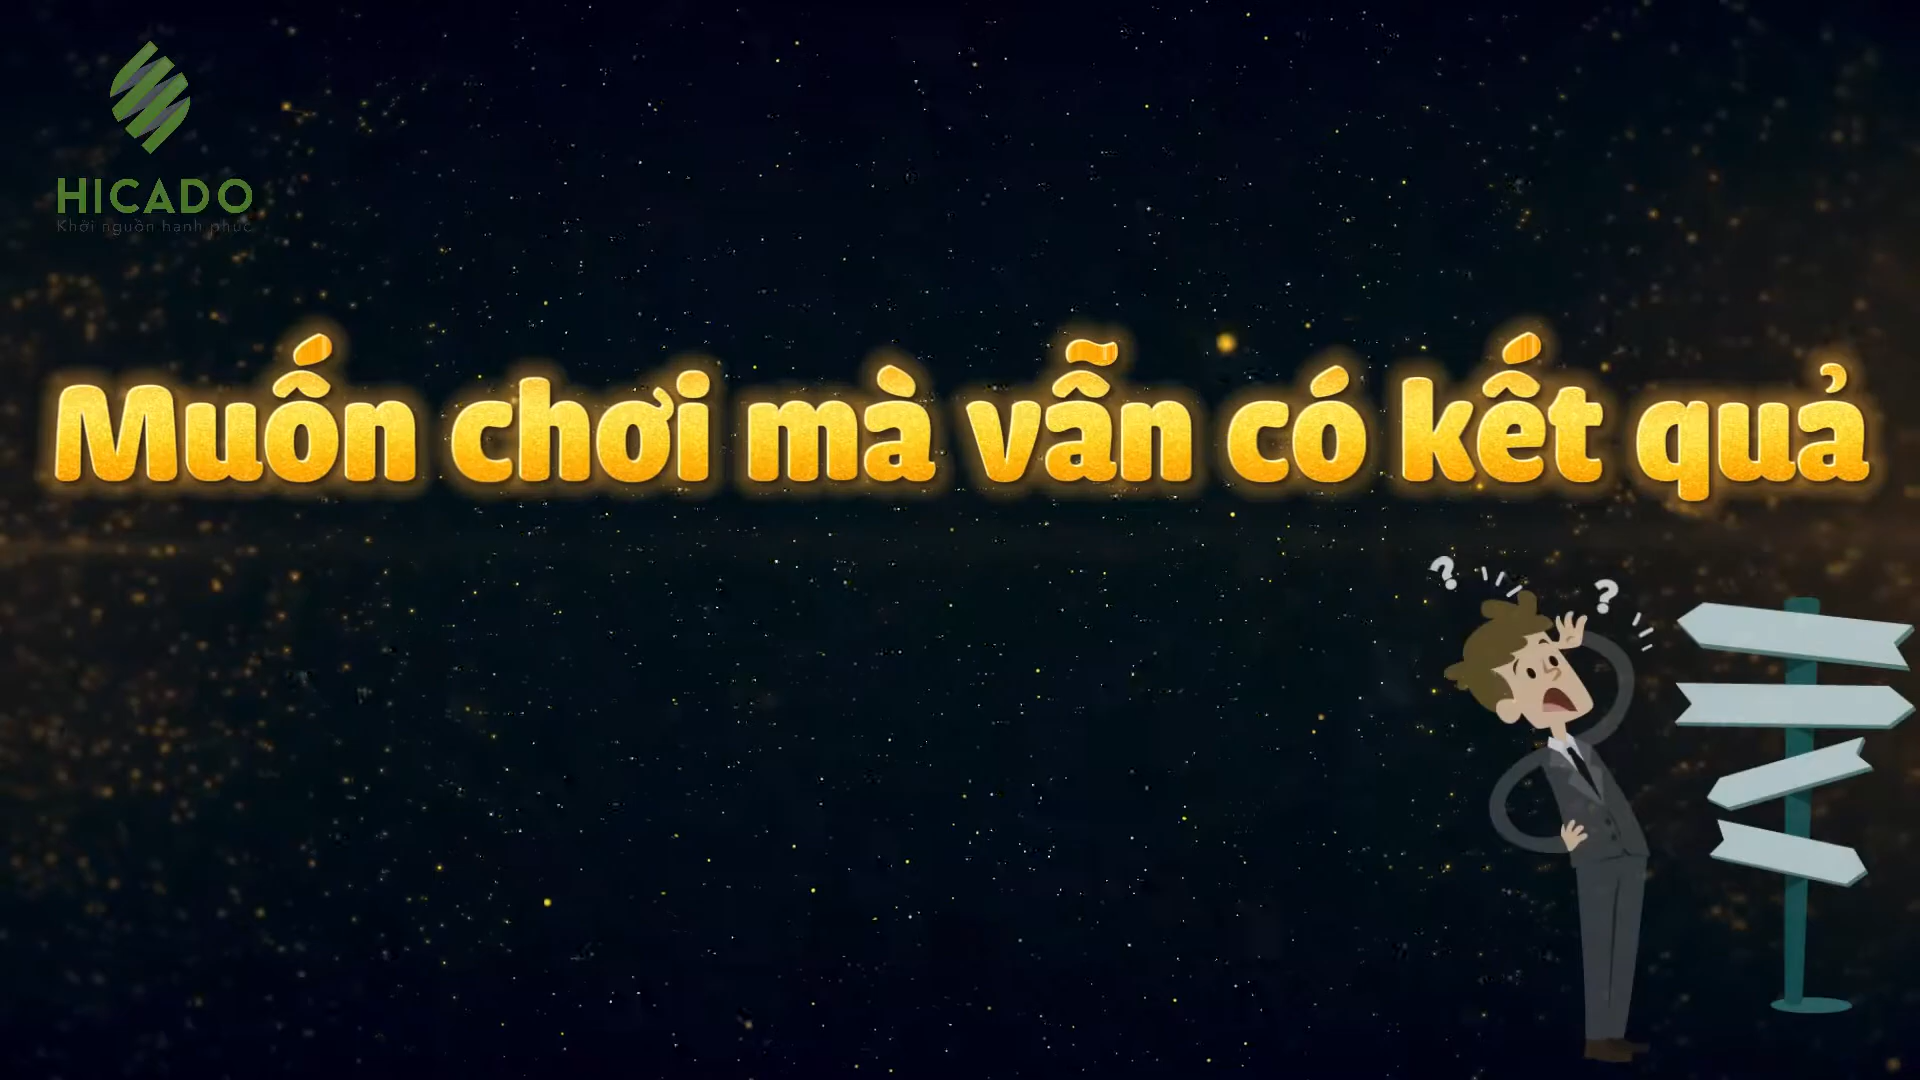 HICADO
Khởi nguồn hạnh phúc
Muốn chơi mà vẫn có kết quả
? ?